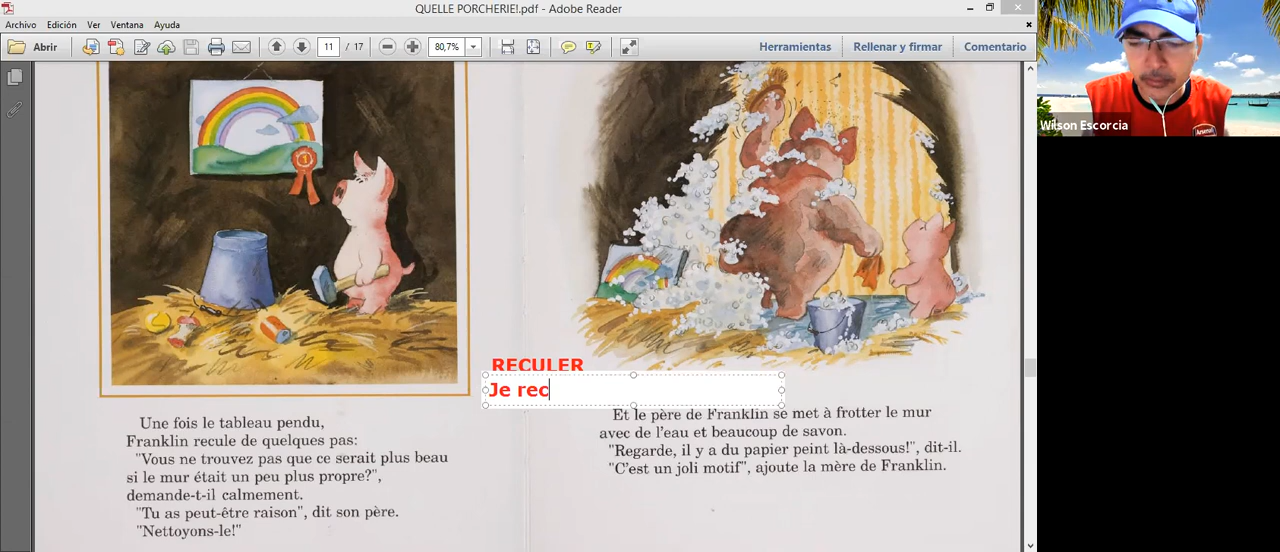 QUELLE PORCHERIE!.pdf - Adobe Reader
Archivo Edición Ver Ventana Ayuda
Abrir
11 / 17
80,7%
Herramientas
Rellenar y firmar
Comentario
Wilson Escorcia
Arsenal
1
RECULER
Je rec
Une fois le tableau pendu,
Franklin recule de quelques pas:
"Vous ne trouvez pas que ce serait plus beau
si le mur était un peu plus propre?",
demande-t-il calmement.
"Tu as peut-être raison", dit son père.
"Nettoyons-le!"
Et le père de Franklin se met à frotter le mur
avec de l'eau et beaucoup de savon.
"Regarde, il y a du papier peint là-dessous!", dit-il.
"C'est un joli motif", ajoute la mère de Franklin.